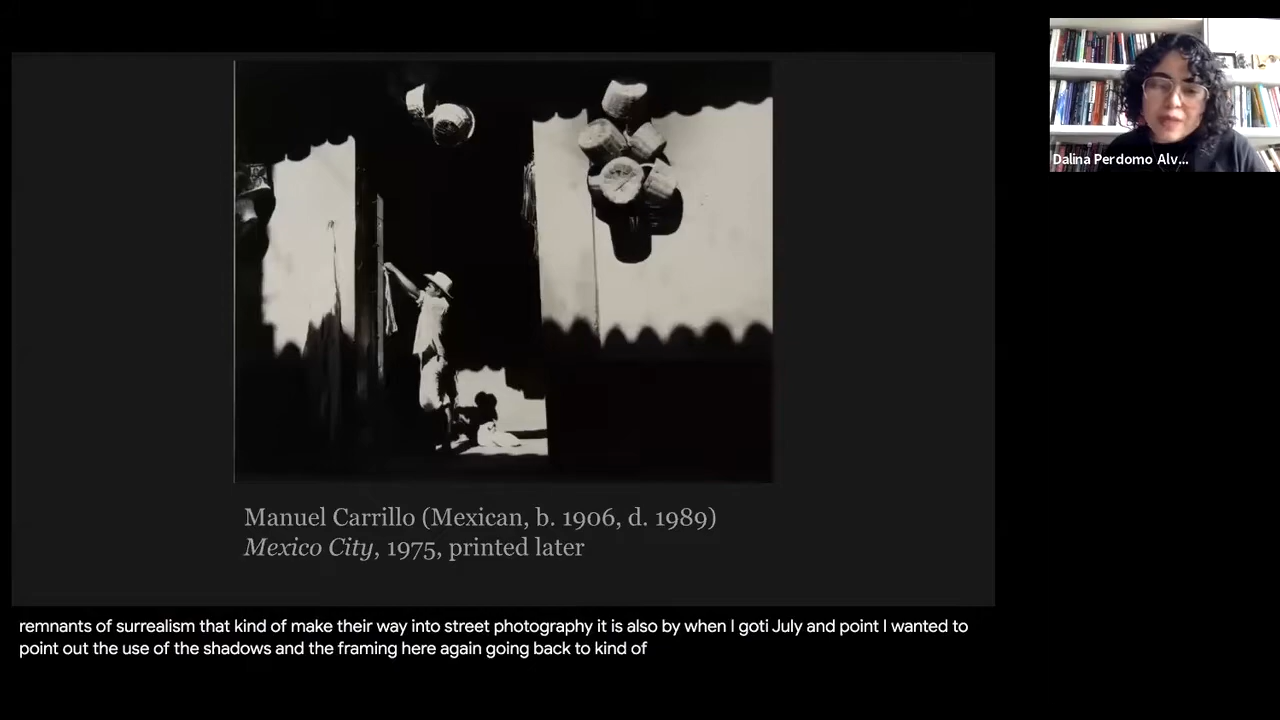 Dalina Perdomo Alv...
Manuel Carrillo (Mexican, b. 1906, d. 1989)
Mexico City, 1975, printed later
remnants of surrealism that kind of make their way into street photography it is also by when I goti July and point I wanted to
point out the use of the shadows and the framing here again going back to kind of